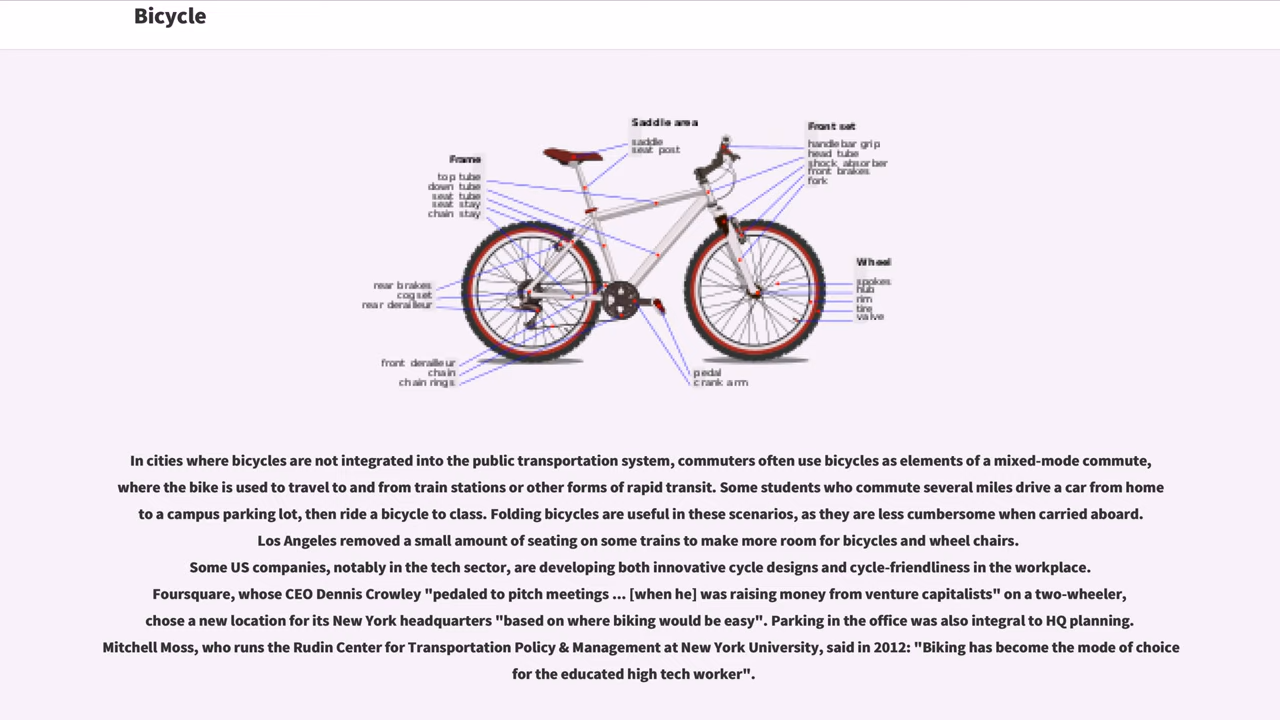 Bicycle
Saddle area
saddle
seat post
Front set
handlebar grip
head tube
shock absorber
front brakes
fork
Frame
top tube
down tube
seat tube
seat stay
chain stay
Wheel
spokes
hub
rim
tire
valve
rear brakes
cogset
rear derailleur
front derailleur
chain
chain rings
pedal
crank arm
In cities where bicycles are not integrated into the public transportation system, commuters often use bicycles as elements of a mixed-mode commute,
where the bike is used to travel to and from train stations or other forms of rapid transit. Some students who commute several miles drive a car from home
to a campus parking lot, then ride a bicycle to class. Folding bicycles are useful in these scenarios, as they are less cumbersome when carried aboard.
Los Angeles removed a small amount of seating on some trains to make more room for bicycles and wheel chairs.
Some US companies, notably in the tech sector, are developing both innovative cycle designs and cycle-friendliness in the workplace.
Foursquare, whose CEO Dennis Crowley "pedaled to pitch meetings ... [when he] was raising money from venture capitalists" on a two-wheeler,
chose a new location for its New York headquarters "based on where biking would be easy". Parking in the office was also integral to HQ planning.
Mitchell Moss, who runs the Rudin Center for Transportation Policy & Management at New York University, said in 2012: "Biking has become the mode of choice
for the educated high tech worker".